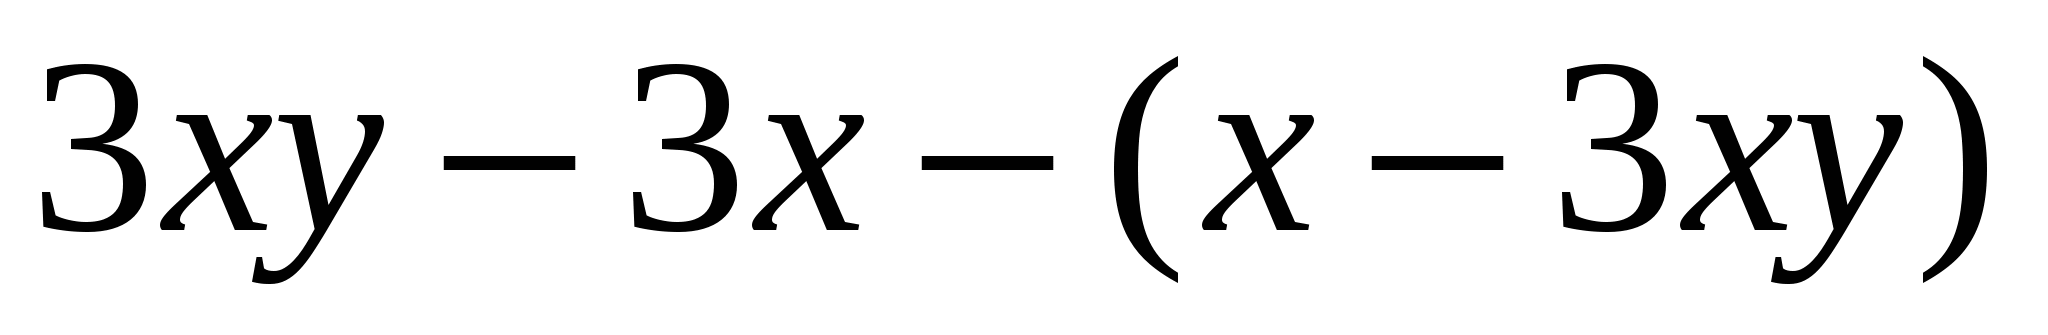 3xy − 3x − (x − 3xy)